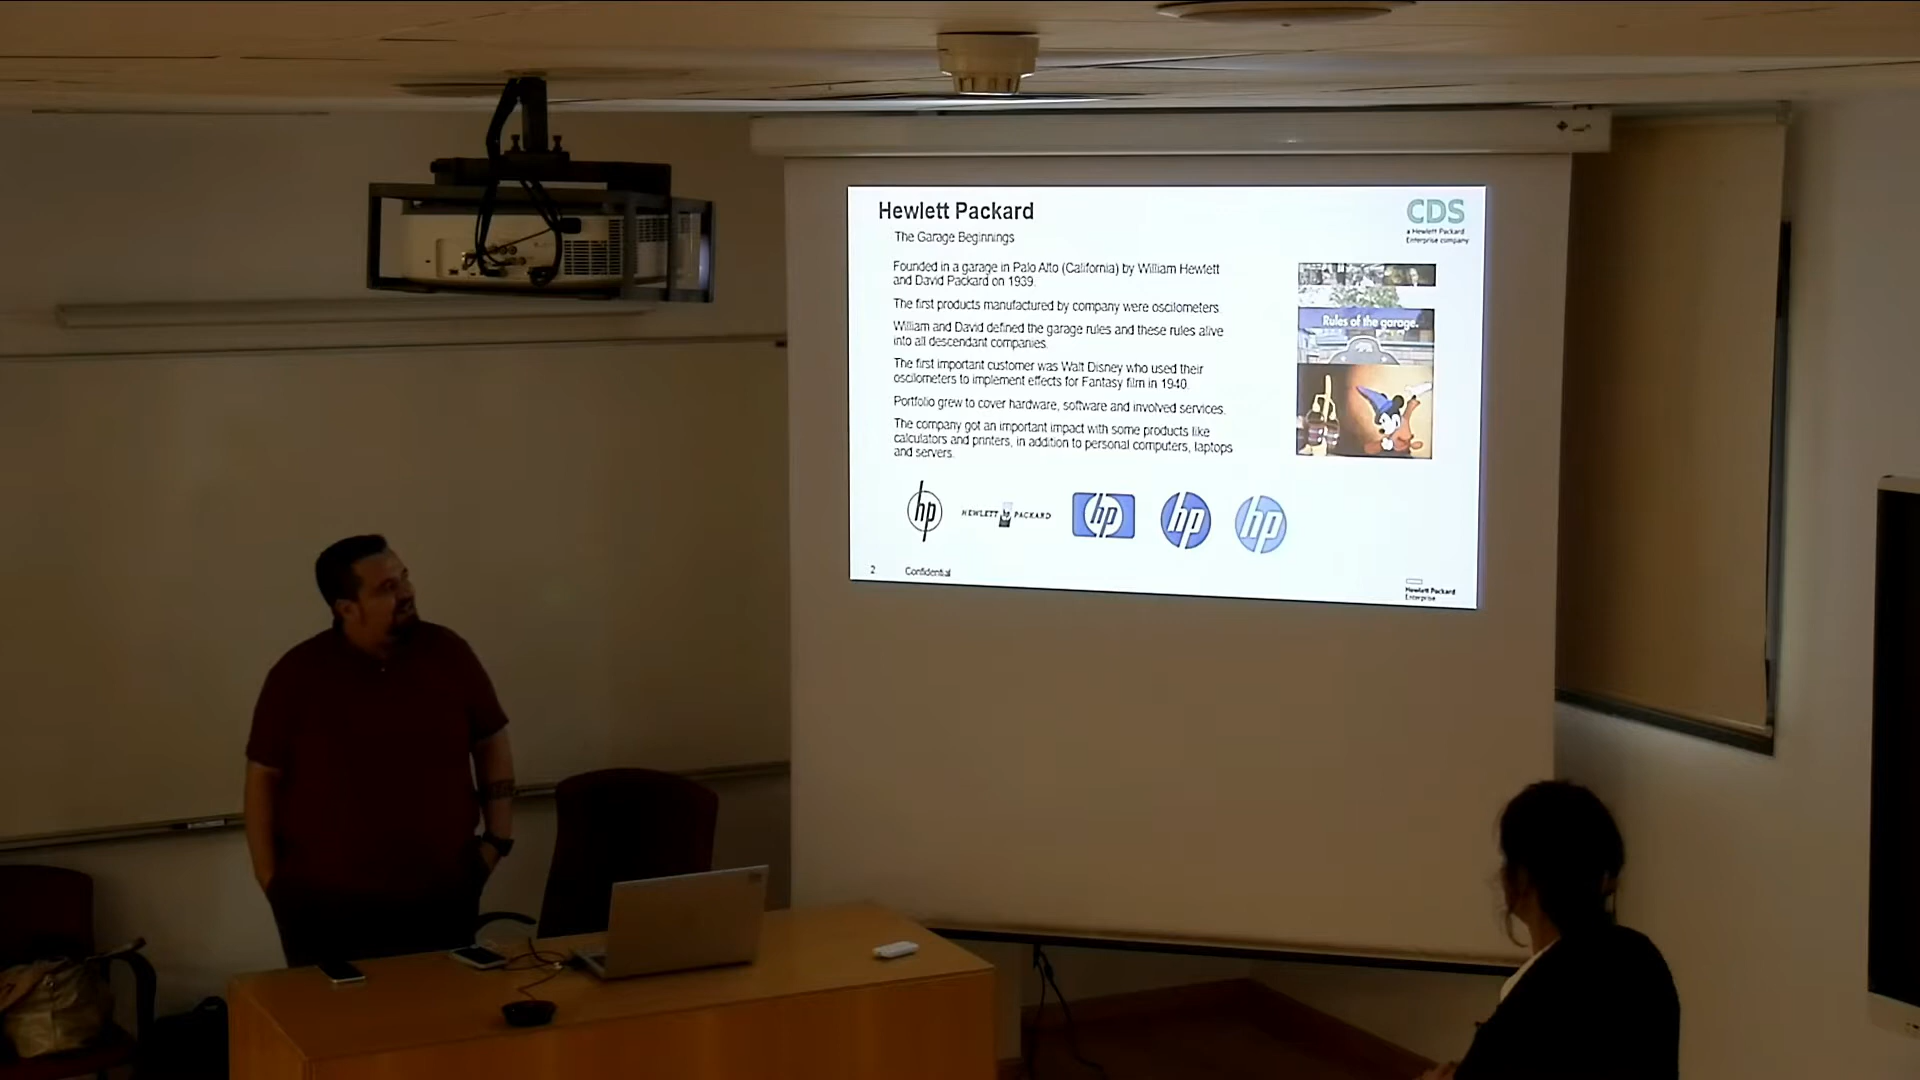 Hewlett Packard
The Garage Beginnings
CDS
a Hewlett Packard
Enterprise company
Founded in a garage in Palo Alto (California) by William Hewlett
and David Packard on 1939.
The first products manufactured by company were oscilometers.
William and David defined the garage rules and these rules alive
into all descendant companies.
The first important customer was Walt Disney who used their
oscilometers to implement effects for Fantasy film in 1940.
Portfolio grew to cover hardware, software and involved services.
The company got an important impact with some products like
calculators and printers, in addition to personal computers, laptops
and servers.
Rules of the garage.
hp
HEWLETT hp PACKARD
hp
hp
hp
2 Confidential
Hewlett Packard
Enterprise